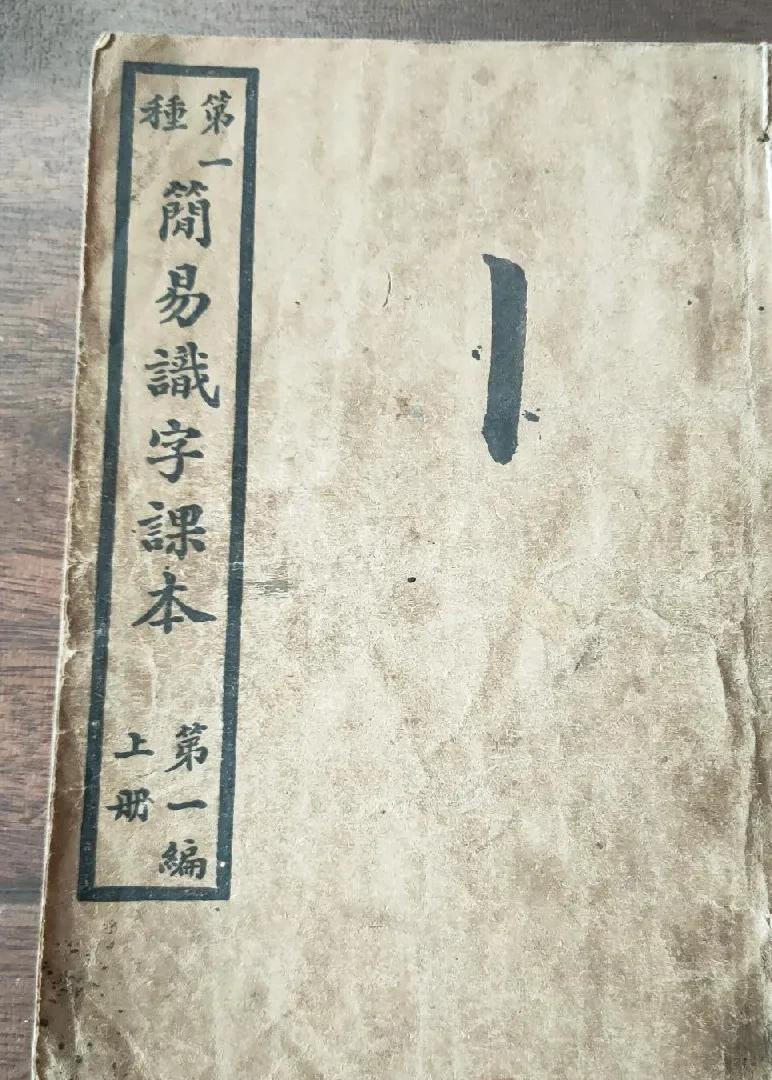 第一種
簡易識字課本
第一編
上册